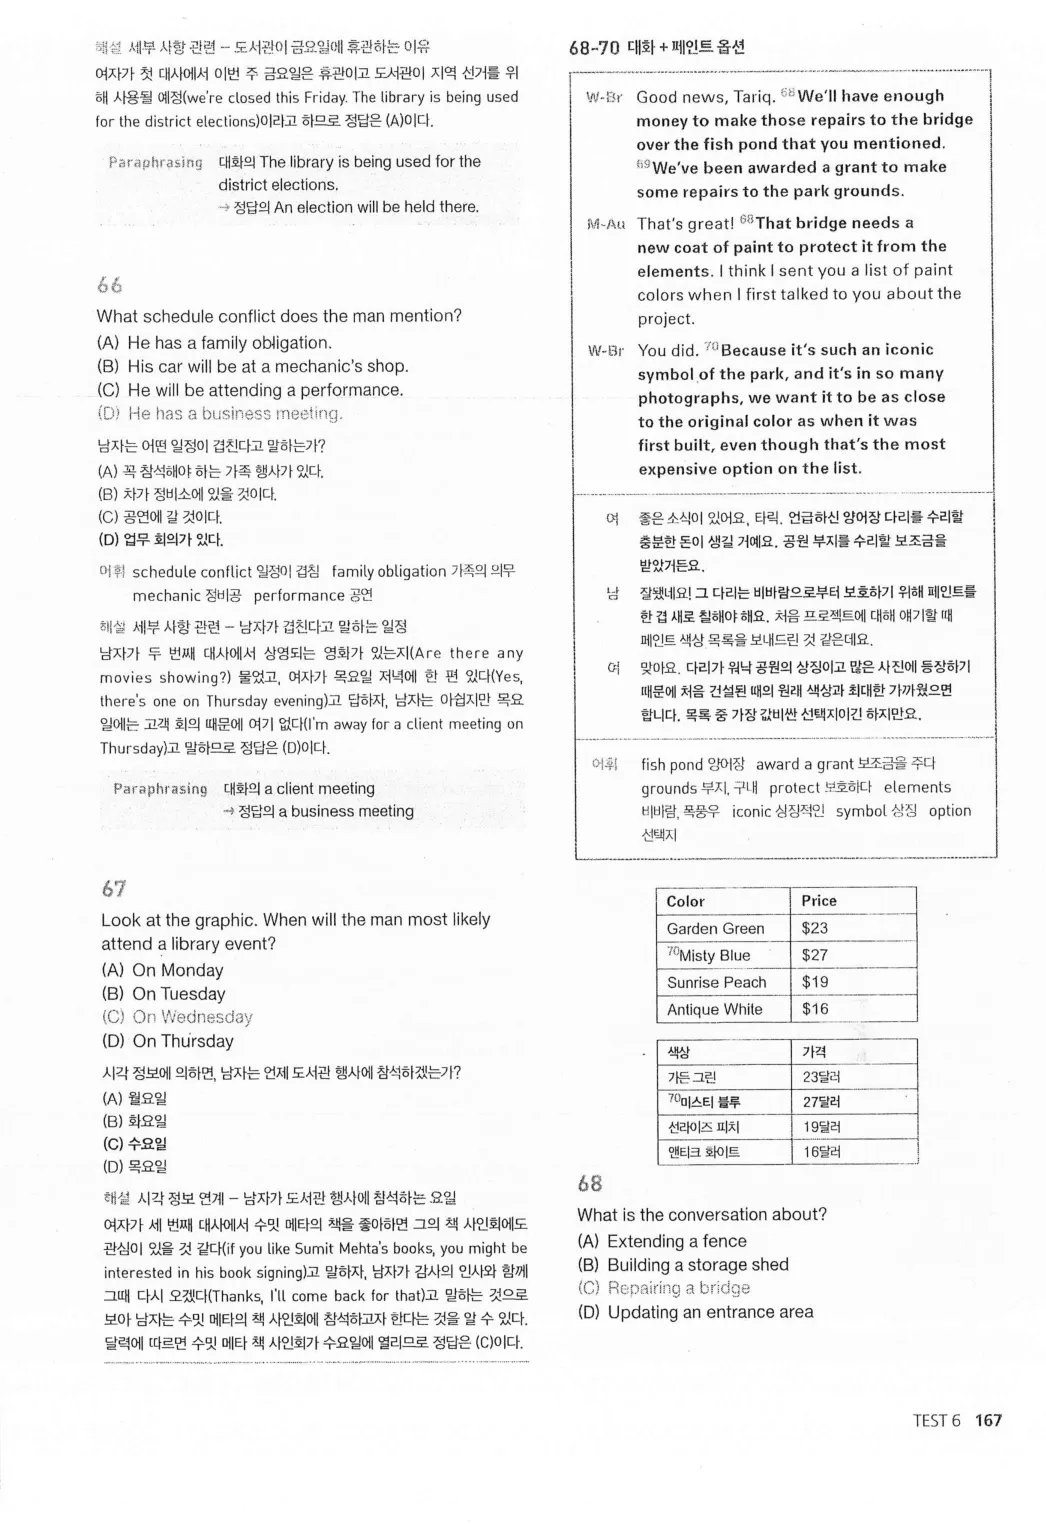 해설 세부 사항 관련 – 도서관이 금요일에 휴관하는 이유
여자가 첫 대사에서 이번 주 금요일은 휴관이고 도서관이 지역 선거를 위
해 사용될 예정(we're closed this Friday. The library is being used
for the district elections)이라고 하므로 정답은 (A)이다.
Paraphrasing 대화의 The library is being used for the
district elections.
→ 정답의 An election will be held there.
66
What schedule conflict does the man mention?
(A) He has a family obligation.
(B) His car will be at a mechanic's shop.
(C) He will be attending a performance.
(D) He has a business meeting.
남자는 어떤 일정이 겹친다고 말하는가?
(A) 꼭 참석해야 하는 가족 행사가 있다.
(B) 차가 정비소에 있을 것이다.
(C) 공연에 갈 것이다.
(D) 업무 회의가 있다.
어휘 schedule conflict 일정이 겹침 family obligation 가족의 의무
mechanic 정비공 performance 공연
해설 세부 사항 관련 – 남자가 겹친다고 말하는 일정
남자가 두 번째 대사에서 상영되는 영화가 있는지(Are there any
movies showing?) 물었고, 여자가 목요일 저녁에 한 편 있다(Yes,
there's one on Thursday evening)고 답하자, 남자는 아쉽지만 목요
일에는 고객 회의 때문에 여기 없다(I'm away for a client meeting on
Thursday)고 말하므로 정답은 (D)이다.
Paraphrasing 대화의 a client meeting
→ 정답의 a business meeting
67
Look at the graphic. When will the man most likely
attend a library event?
(A) On Monday
(B) On Tuesday
(C) On Wednesday
(D) On Thursday
시각 정보에 의하면, 남자는 언제 도서관 행사에 참석하겠는가?
(A) 월요일
(B) 화요일
(C) 수요일
(D) 목요일
해설 시각 정보 연계 – 남자가 도서관 행사에 참석하는 요일
여자가 세 번째 대사에서 수밋 메타의 책을 좋아하면 그의 책 사인회에도
관심이 있을 것 같다(if you like Sumit Mehta's books, you might be
interested in his book signing)고 말하자, 남자가 감사의 인사와 함께
그때 다시 오겠다(Thanks, I'll come back for that)고 말하는 것으로
보아 남자는 수밋 메타의 책 사인회에 참석하고자 한다는 것을 알 수 있다.
달력에 따르면 수밋 메타 책 사인회가 수요일에 열리므로 정답은 (C)이다.
68-70 대화 + 페인트 옵션
W-Br Good news, Tariq. 68We'll have enough
money to make those repairs to the bridge
over the fish pond that you mentioned.
69We've been awarded a grant to make
some repairs to the park grounds.
M-Au That's great! 68That bridge needs a
new coat of paint to protect it from the
elements. I think I sent you a list of paint
colors when I first talked to you about the
project.
W-Br You did. 70Because it's such an iconic
symbol of the park, and it's in so many
photographs, we want it to be as close
to the original color as when it was
first built, even though that's the most
expensive option on the list.
여 좋은 소식이 있어요, 타릭. 언급하신 양어장 다리를 수리할
충분한 돈이 생길 거예요. 공원 부지를 수리할 보조금을
받았거든요.
남 잘됐네요! 그 다리는 비바람으로부터 보호하기 위해 페인트를
한 겹 새로 칠해야 해요. 처음 프로젝트에 대해 얘기할 때
페인트 색상 목록을 보내드린 것 같은데요.
여 맞아요. 다리가 워낙 공원의 상징이고 많은 사진에 등장하기
때문에 처음 건설된 때의 원래 색상과 최대한 가까웠으면
합니다. 목록 중 가장 값비싼 선택지이긴 하지만요.
어휘 fish pond 양어장 award a grant 보조금을 주다
grounds 부지, 구내 protect 보호하다 elements
비바람, 폭풍우 iconic 상징적인 symbol 상징 option
선택지
Color Price
Garden Green $23
70Misty Blue $27
Sunrise Peach $19
Antique White $16
색상 가격
가든 그린 23달러
70미스티 블루 27달러
선라이즈 피치 19달러
앤티크 화이트 16달러
68
What is the conversation about?
(A) Extending a fence
(B) Building a storage shed
(C) Repairing a bridge
(D) Updating an entrance area
TEST 6 167